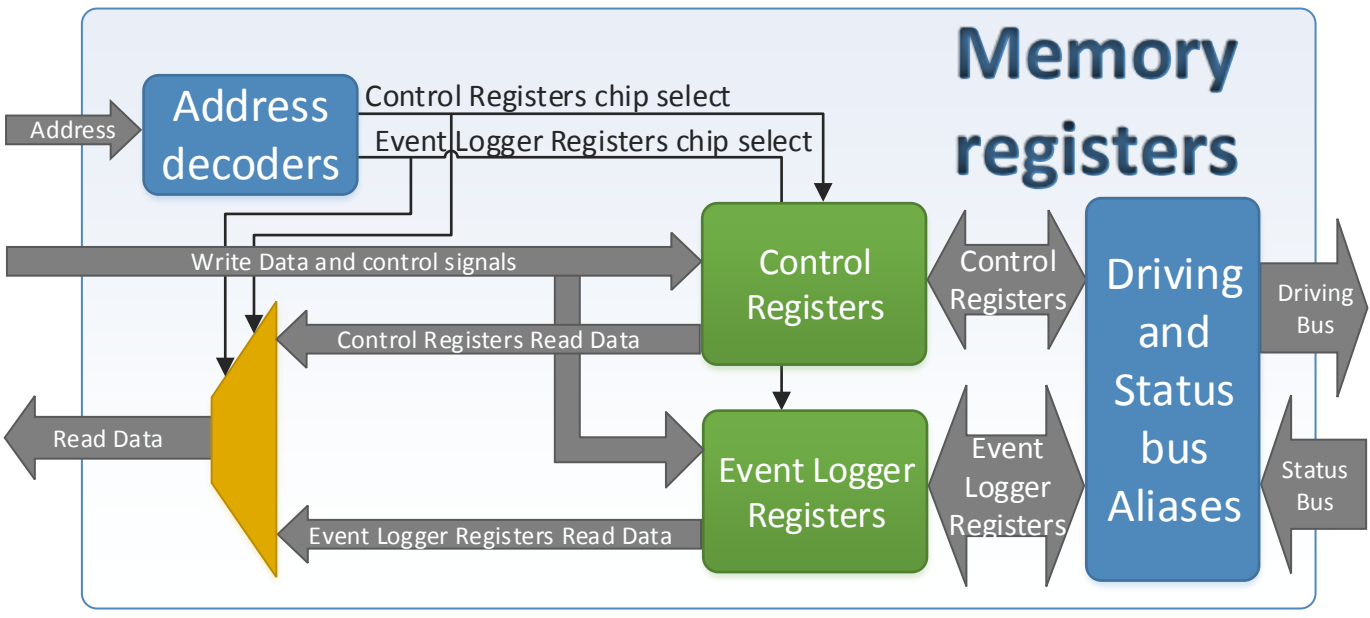 Memory
registers
Address
Address
decoders
Control Registers chip select
Event Logger Registers chip select
Write Data and control signals
Control
Registers
Control
Registers
Driving
and
Status
bus
Aliases
Driving
Bus
Control Registers Read Data
Read Data
Event Logger
Registers
Event
Logger
Registers
Status
Bus
Event Logger Registers Read Data